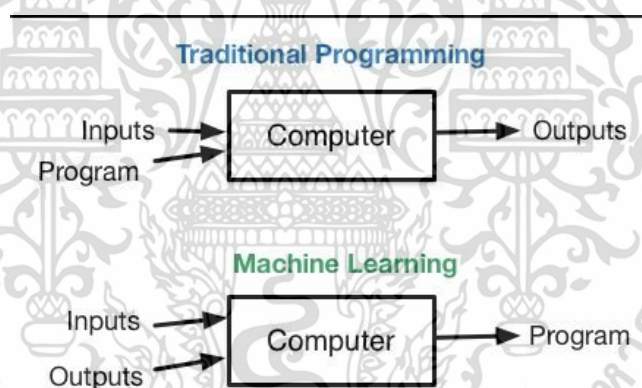 Traditional Programming
Inputs
Computer
Outputs
Program
Machine Learning
Inputs
Computer
Program
Outputs